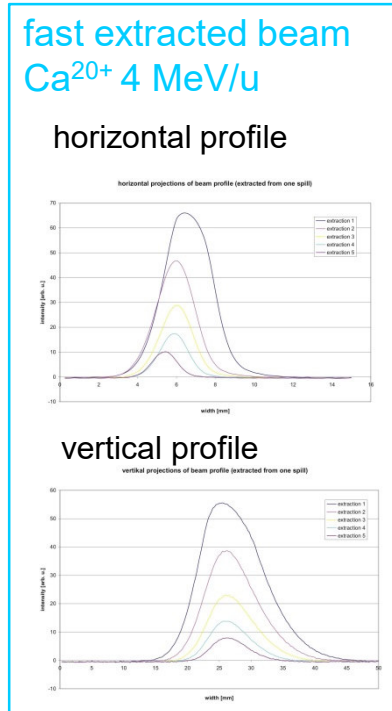 fast extracted beam
Ca20+ 4 MeV/u
horizontal profile
horizontal projections of beam profile (extracted from one spill)
70
60
50
40
30
20
10
0
-10
intensity [arb. u.]
extraction 1
extraction 2
extraction 3
extraction 4
extraction 5
0 2 4 6 8 10 12 14 16
width [mm]
vertical profile
vertikal projections of beam profile (extracted from one spill)
60
50
40
30
20
10
0
-10
intensity [arb. u.]
extraction 1
extraction 2
extraction 3
extraction 4
extraction 5
0 5 10 15 20 25 30 35 40 45 50
width [mm]